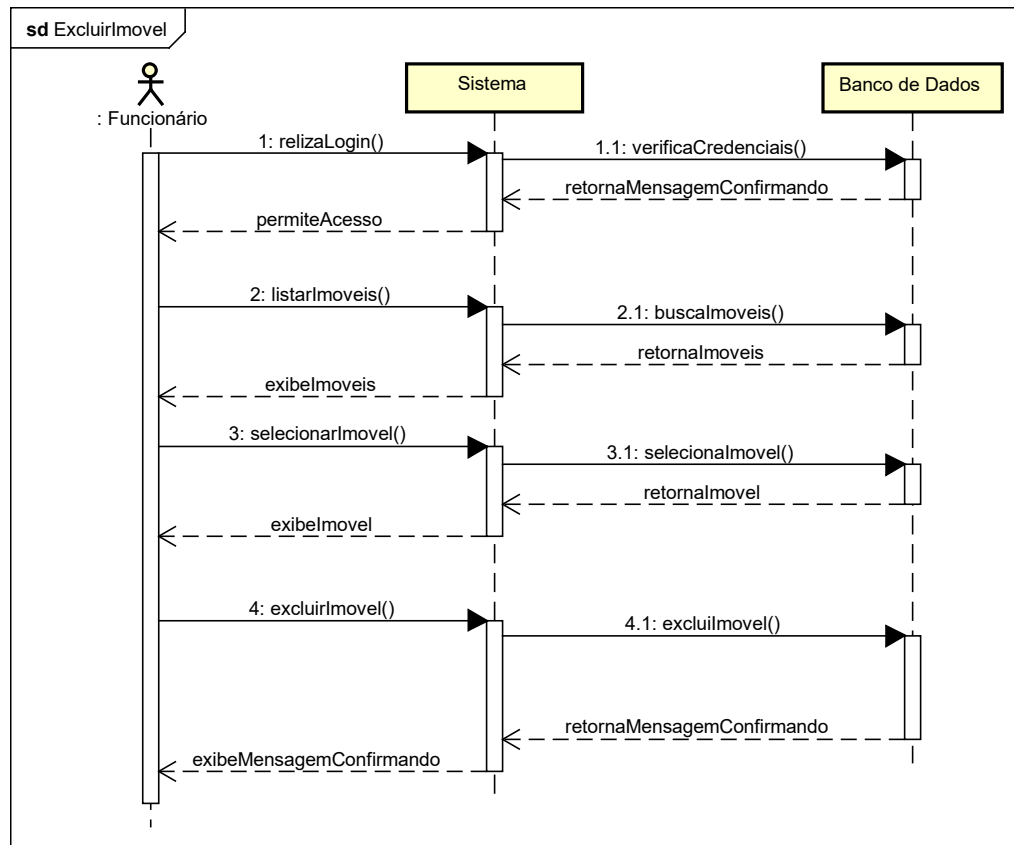 sd ExcluirImovel
: Funcionário
Sistema
Banco de Dados
1: relizaLogin()
1.1: verificaCredenciais()
retornaMensagemConfirmando
permiteAcesso
2: listarImoveis()
2.1: buscaImoveis()
retornaImoveis
exibeImoveis
3: selecionarImovel()
3.1: selecionaImovel()
retornaImovel
exibeImovel
4: excluirImovel()
4.1: excluiImovel()
retornaMensagemConfirmando
exibeMensagemConfirmando